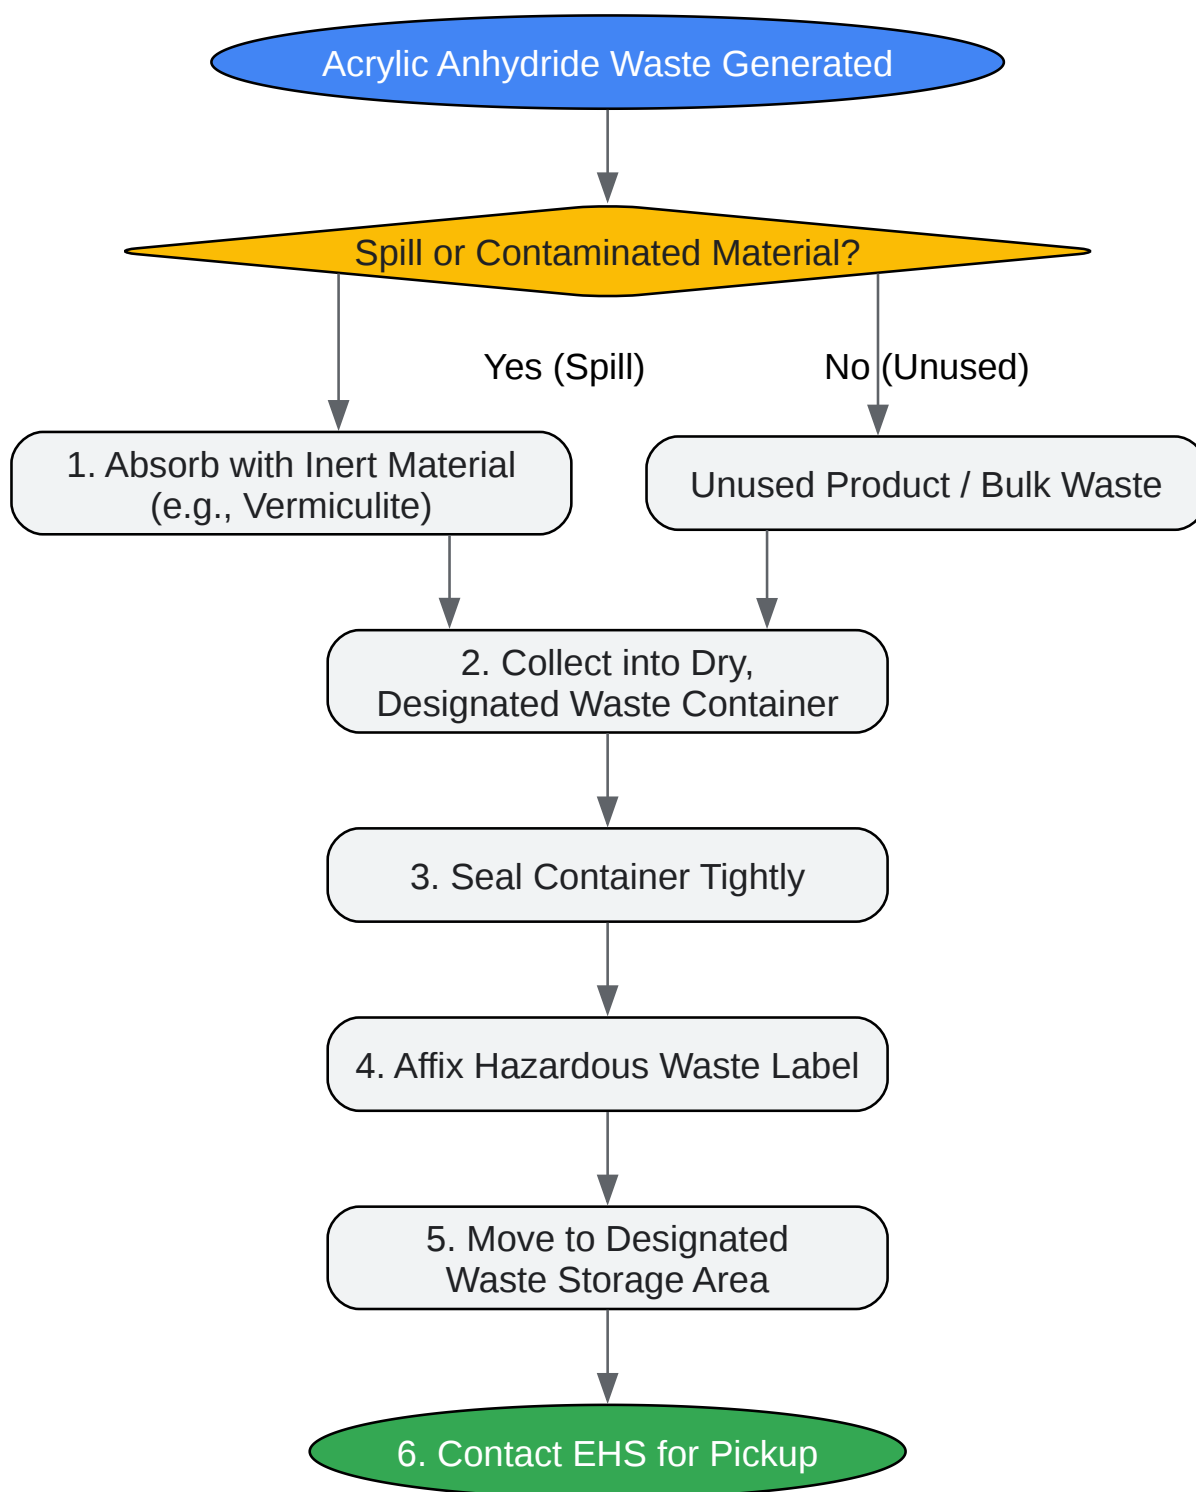 Acrylic Anhydride Waste Generated
Spill or Contaminated Material?
Yes (Spill)
No (Unused)
1. Absorb with Inert Material
(e.g., Vermiculite)
Unused Product / Bulk Waste
2. Collect into Dry,
Designated Waste Container
3. Seal Container Tightly
4. Affix Hazardous Waste Label
5. Move to Designated
Waste Storage Area
6. Contact EHS for Pickup